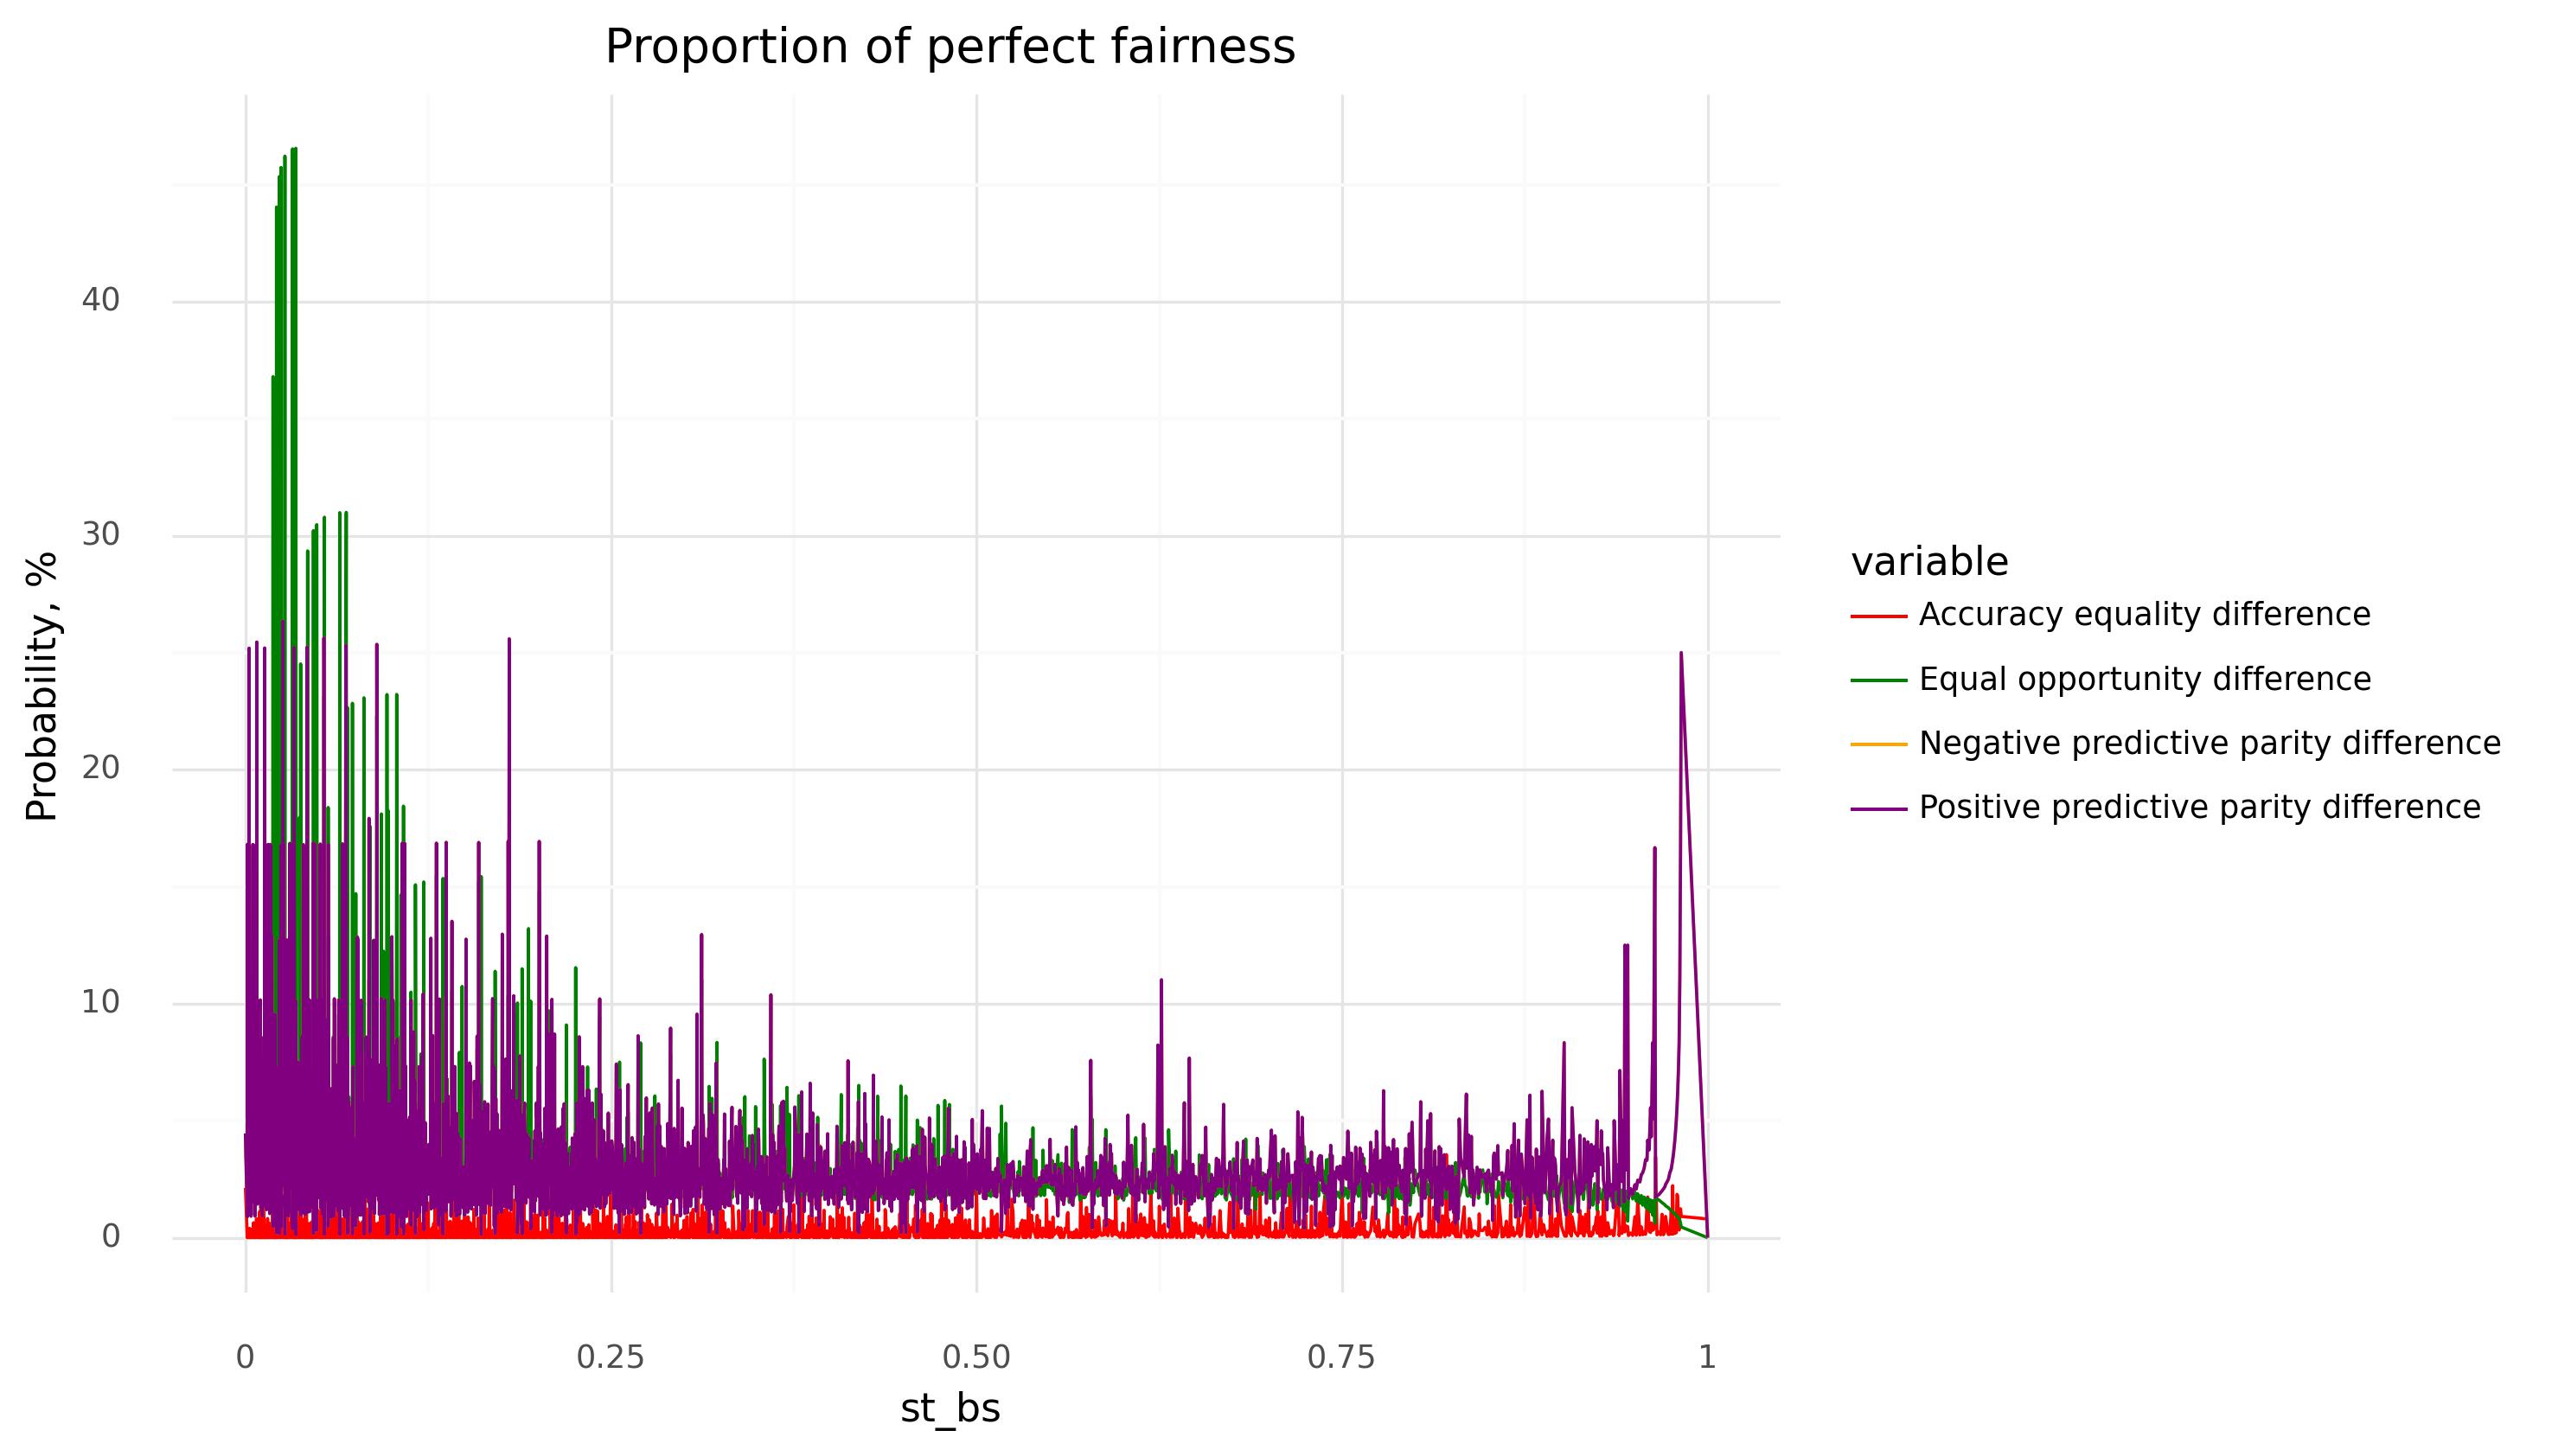 Proportion of perfect fairness
Probability, %
40
30
20
10
0
0 0.25 0.50 0.75 1
st_bs
variable
Accuracy equality difference
Equal opportunity difference
Negative predictive parity difference
Positive predictive parity difference